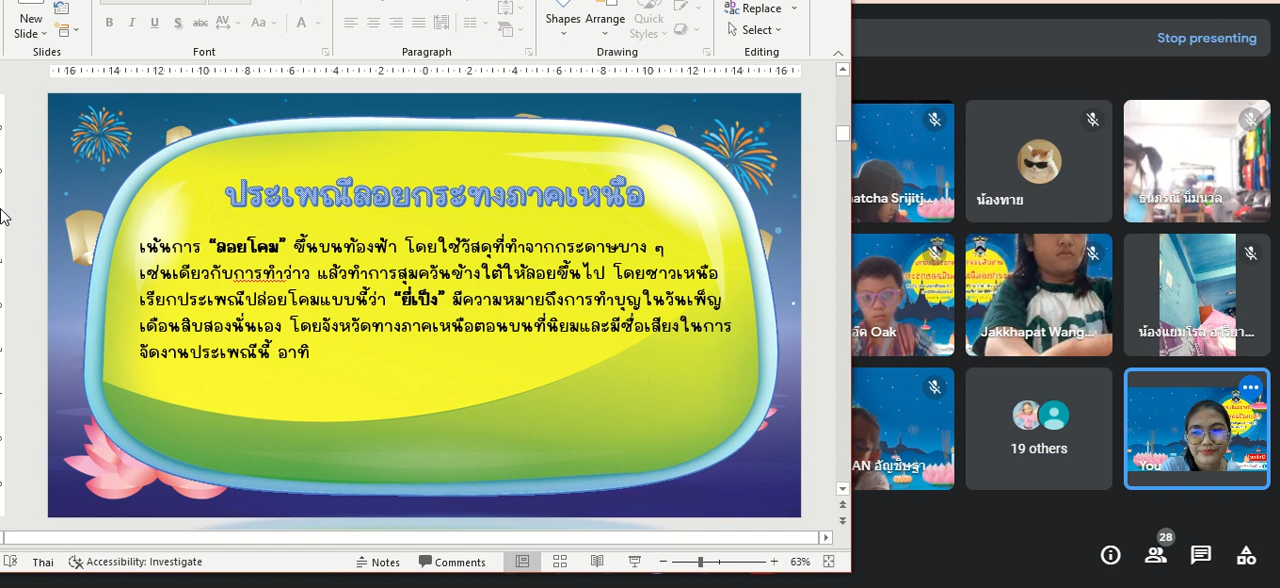 New
Slide
Slides
B I U S abc AV Aa A
Font
Paragraph
Shapes Arrange Quick
Styles
Drawing
Replace
Select
Editing
16 14 12 10 8 6 4 2 0 2 4 6 8 10 12 14 16
ประเพณีลอยกระทงภาคเหนือ
เน้นการ “ลอยโคม” ขึ้นบนท้องฟ้า โดยใช้วัสดุที่ทำจากกระดาษบาง ๆ
เช่นเดียวกับการทำว่าว แล้วทำการสุมควันข้างใต้ให้ลอยขึ้นไป โดยชาวเหนือ
เรียกประเพณีปล่อยโคมแบบนี้ว่า “ยี่เป็ง” มีความหมายถึงการทำบุญในวันเพ็ญ
เดือนสิบสองนั่นเอง โดยจังหวัดทางภาคเหนือตอนบนที่นิยมและมีชื่อเสียงในการ
จัดงานประเพณีนี้ อาทิ
Thai Accessibility: Investigate Notes Comments 63%
Stop presenting
atcha Srijiti...
น้องทาย
ธนภรณ์ นิ่มนวล
อ๊ค Oak
Jakkhapat Wang...
AN อัญชิษฐา
19 others
You
28